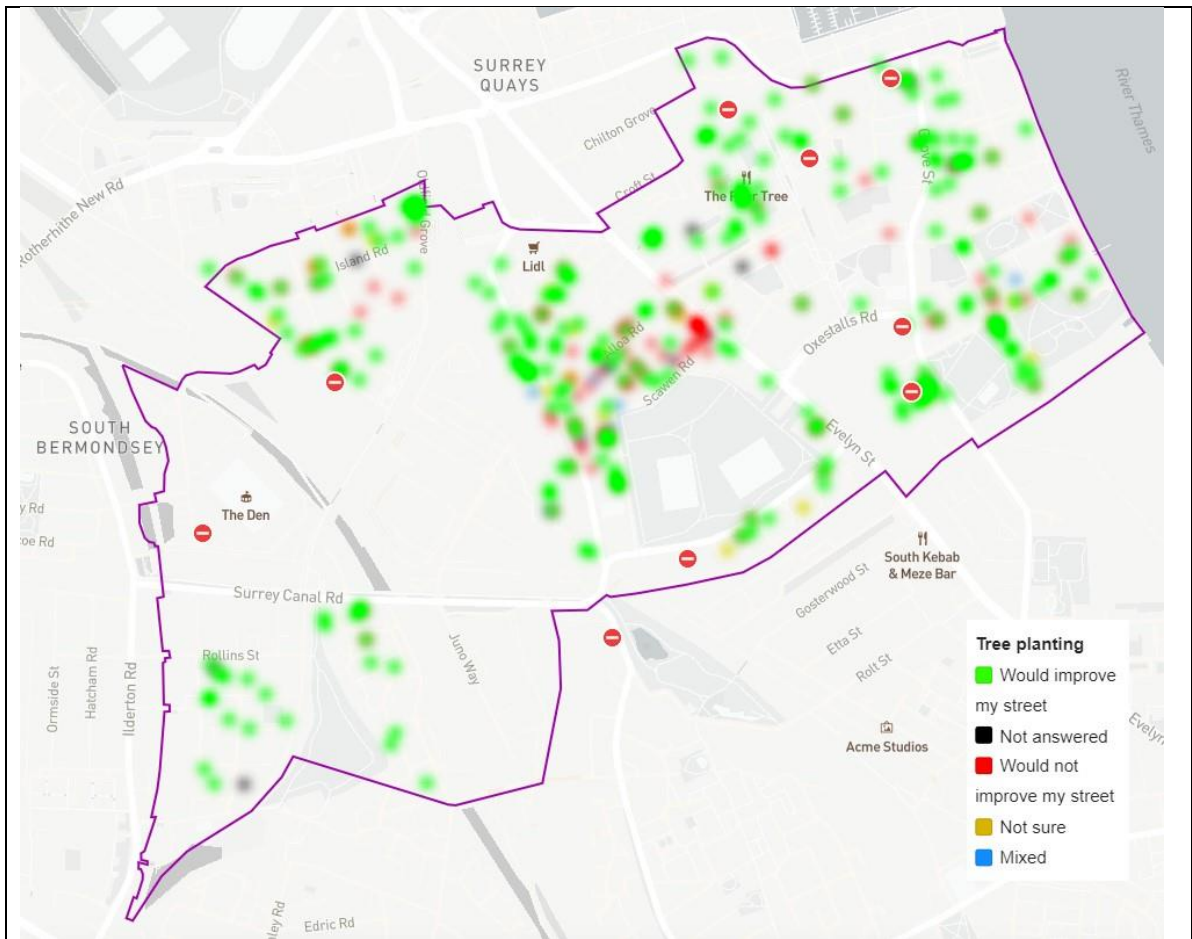 SURREY
QUAYS
River Thames
Chilton Grove
Grove St
Rotherhithe New Rd
Croft St
Island Rd
Lidl
Oxestalls Rd
Scawen Rd
SOUTH
BERMONDSEY
Evelyn St
The Den
South Kebab
& Meze Bar
Surrey Canal Rd
Gosterwood St
Etta St
Rolt St
Rollins St
Juno Way
Ormside St
Hatcham Rd
Ilderton Rd
Acme Studios
Edric Rd
Tree planting
Would improve
my street
Not answered
Would not
improve my street
Not sure
Mixed